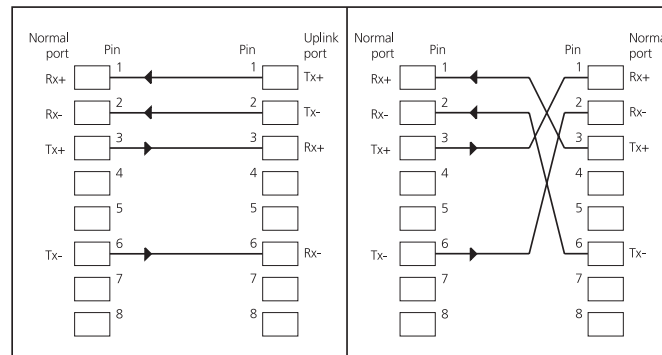 Normal port Pin Pin Uplink port
Rx+ 1 1 Tx+
Rx- 2 2 Tx-
Tx+ 3 3 Rx+
4 4
5 5
Tx- 6 6 Rx-
7 7
8 8
Normal port Pin Pin Norma port
Rx+ 1 1 Rx+
Rx- 2 2 Rx-
Tx+ 3 3 Tx+
4 4
5 5
Tx- 6 6 Tx-
7 7
8 8